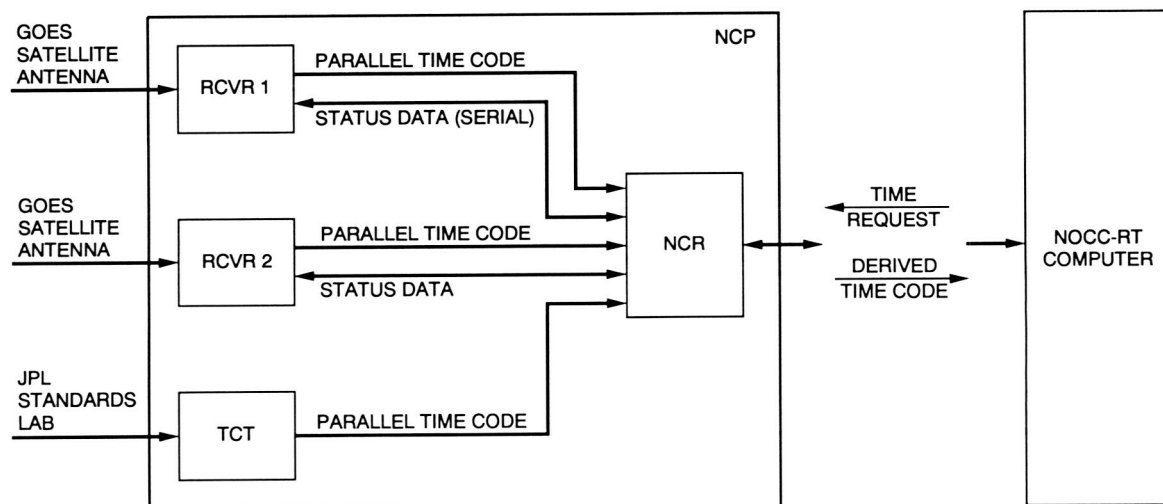 GOES
SATELLITE
ANTENNA
RCVR 1
PARALLEL TIME CODE
STATUS DATA (SERIAL)
NCP
GOES
SATELLITE
ANTENNA
RCVR 2
PARALLEL TIME CODE
STATUS DATA
NCR
TIME
REQUEST
DERIVED
TIME CODE
NOCC-RT
COMPUTER
JPL
STANDARDS
LAB
TCT
PARALLEL TIME CODE